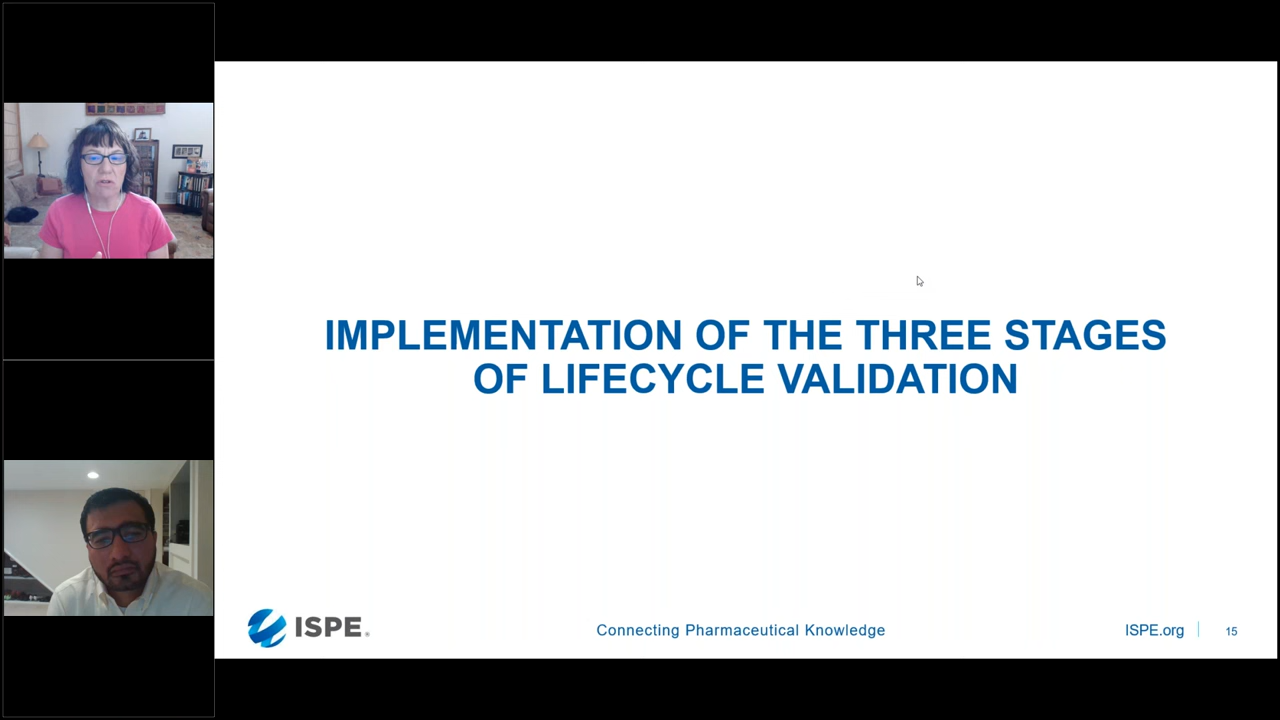 IMPLEMENTATION OF THE THREE STAGES
OF LIFECYCLE VALIDATION
ISPE®
Connecting Pharmaceutical Knowledge
ISPE.org
15